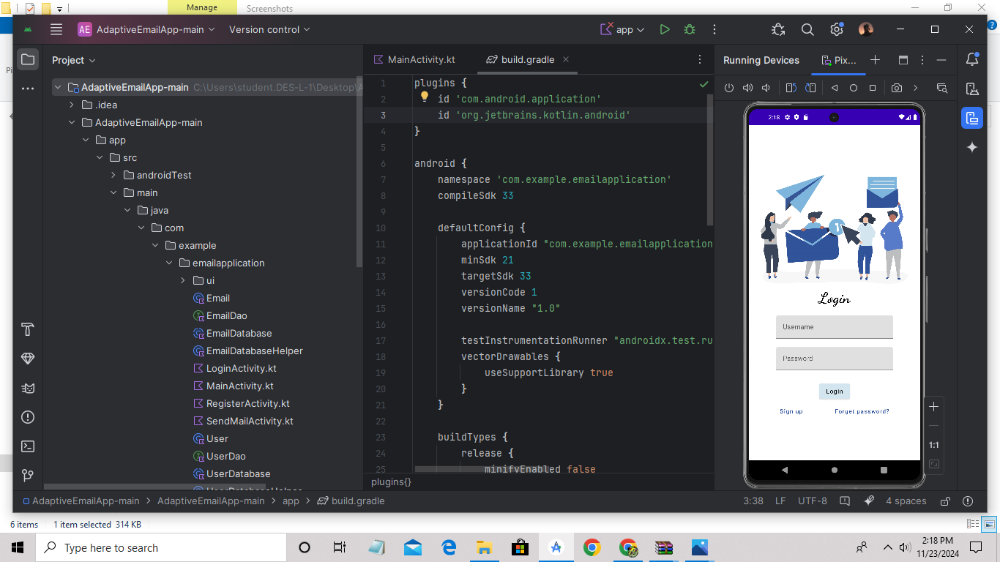 Manage
Screenshots
AE AdaptiveEmailApp-main
Version control
app
Project
MainActivity.kt
build.gradle
Running Devices
Pix...
AdaptiveEmailApp-main C:\Users\student.DES-L-1\Desktop\A
.idea
AdaptiveEmailApp-main
app
src
androidTest
main
java
com
example
emailapplication
ui
Email
EmailDao
EmailDatabase
EmailDatabaseHelper
LoginActivity.kt
MainActivity.kt
RegisterActivity.kt
SendMailActivity.kt
User
UserDao
UserDatabase
UserDatabaseHelper
1 plugins {
2 id 'com.android.application'
3 id 'org.jetbrains.kotlin.android'
4 }
5
6 android {
7 namespace 'com.example.emailapplication'
8 compileSdk 33
9
10 defaultConfig {
11 applicationId "com.example.emailapplication
12 minSdk 21
13 targetSdk 33
14 versionCode 1
15 versionName "1.0"
16
17 testInstrumentationRunner "androidx.test.ru
18 vectorDrawables {
19 useSupportLibrary true
20 }
21 }
22
23 buildTypes {
24 release {
25 minifyEnabled false
plugins{}
2:18
1
Login
Username
Password
Login
Sign up
Forget password?
1:1
AdaptiveEmailApp-main > AdaptiveEmailApp-main > app > build.gradle
3:38 LF UTF-8 4 spaces
6 items 1 item selected 314 KB
Type here to search
2:18 PM
11/23/2024